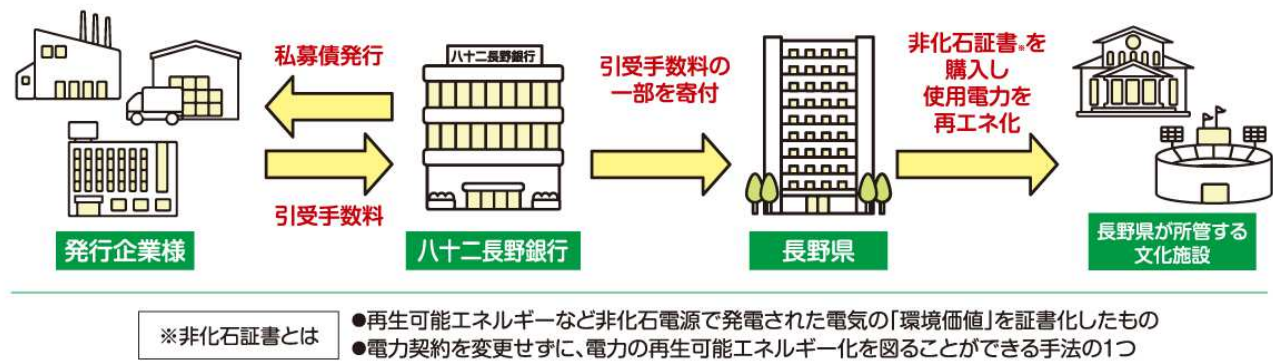 私募債発行
八十二長野銀行
引受手数料の
一部を寄付
非化石証書※を
購入し
使用電力を
再エネ化
引受手数料
発行企業様
八十二長野銀行
長野県
長野県が所管する
文化施設
※非化石証書とは
●再生可能エネルギーなど非化石電源で発電された電気の「環境価値」を証書化したもの
●電力契約を変更せずに、電力の再生可能エネルギー化を図ることができる手法の1つ